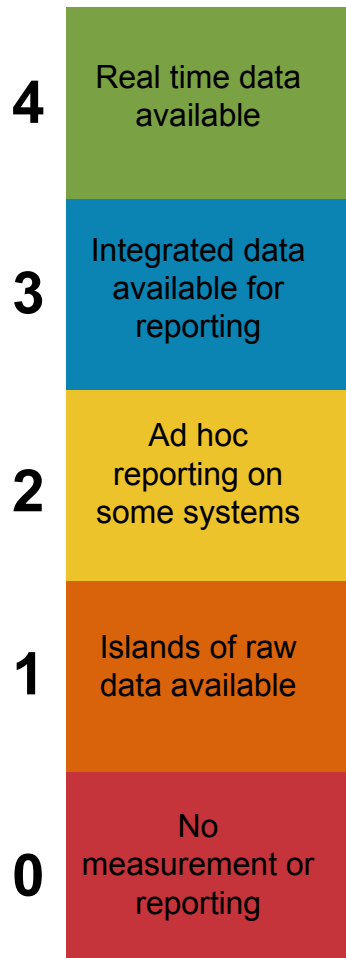 4
Real time data
available
3
Integrated data
available for
reporting
2
Ad hoc
reporting on
some systems
1
Islands of raw
data available
0
No
measurement or
reporting